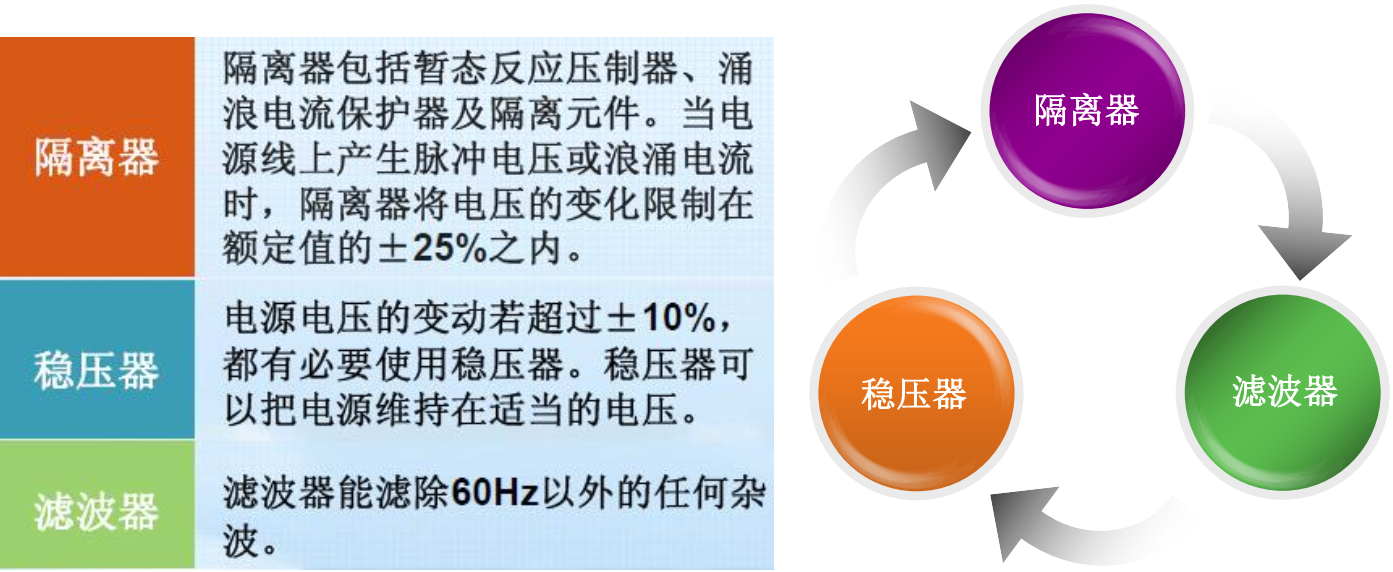 隔离器
隔离器包括暂态反应压制器、涌
浪电流保护器及隔离元件。当电
源线上产生脉冲电压或浪涌电流
时，隔离器将电压的变化限制在
额定值的±25%之内。
稳压器
电源电压的变动若超过±10%，
都有必要使用稳压器。稳压器可
以把电源维持在适当的电压。
滤波器
滤波器能滤除60Hz以外的任何杂
波。
隔离器
稳压器
滤波器